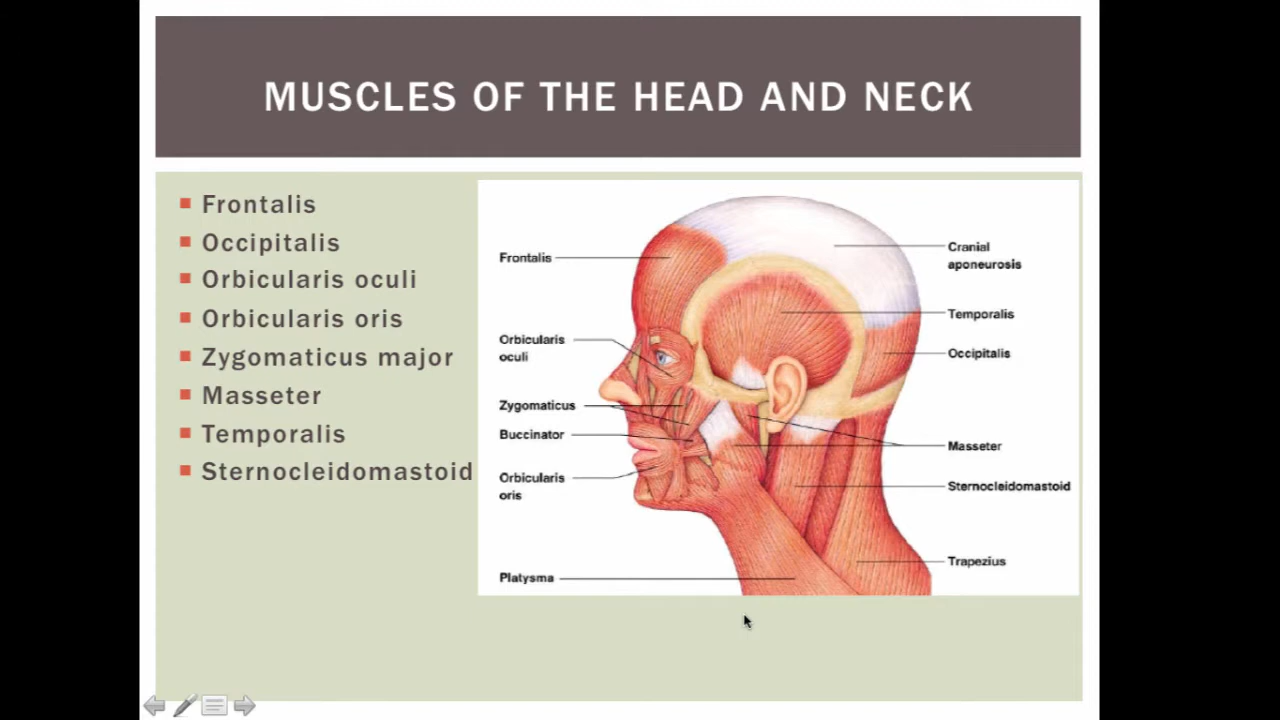 MUSCLES OF THE HEAD AND NECK
Frontalis
Occipitalis
Orbicularis oculi
Orbicularis oris
Zygomaticus major
Masseter
Temporalis
Sternocleidomastoid
Frontalis
Orbicularis
oculi
Zygomaticus
Buccinator
Orbicularis
oris
Platysma
Cranial
aponeurosis
Temporalis
Occipitalis
Masseter
Sternocleidomastoid
Trapezius